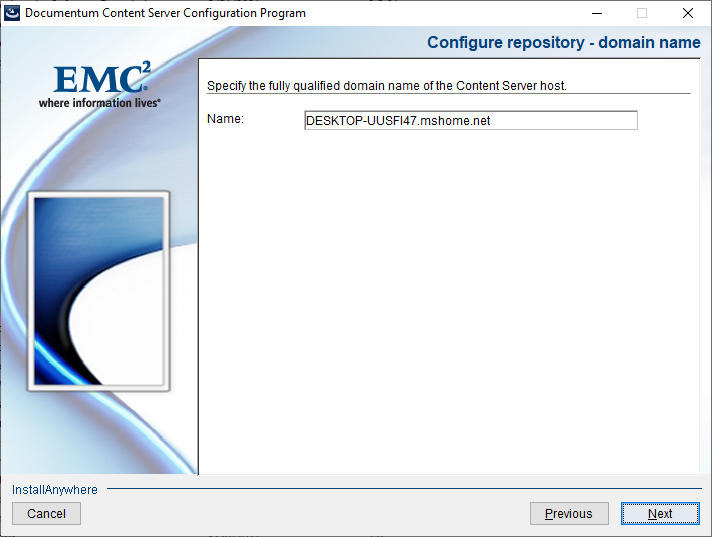 Documentum Content Server Configuration Program
Configure repository - domain name
EMC²
where information lives®
Specify the fully qualified domain name of the Content Server host.
Name: DESKTOP-UUSFI47.mshome.net
InstallAnywhere
Cancel Previous Next